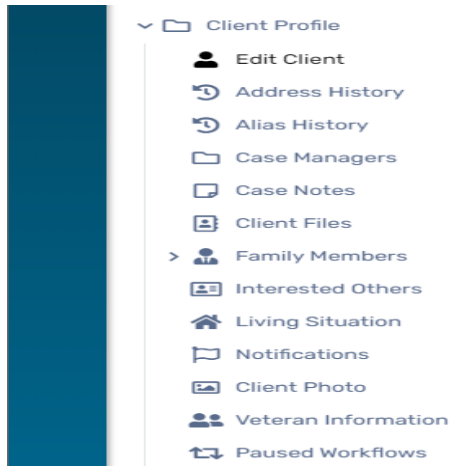 Client Profile
Edit Client
Address History
Alias History
Case Managers
Case Notes
Client Files
Family Members
Interested Others
Living Situation
Notifications
Client Photo
Veteran Information
Paused Workflows